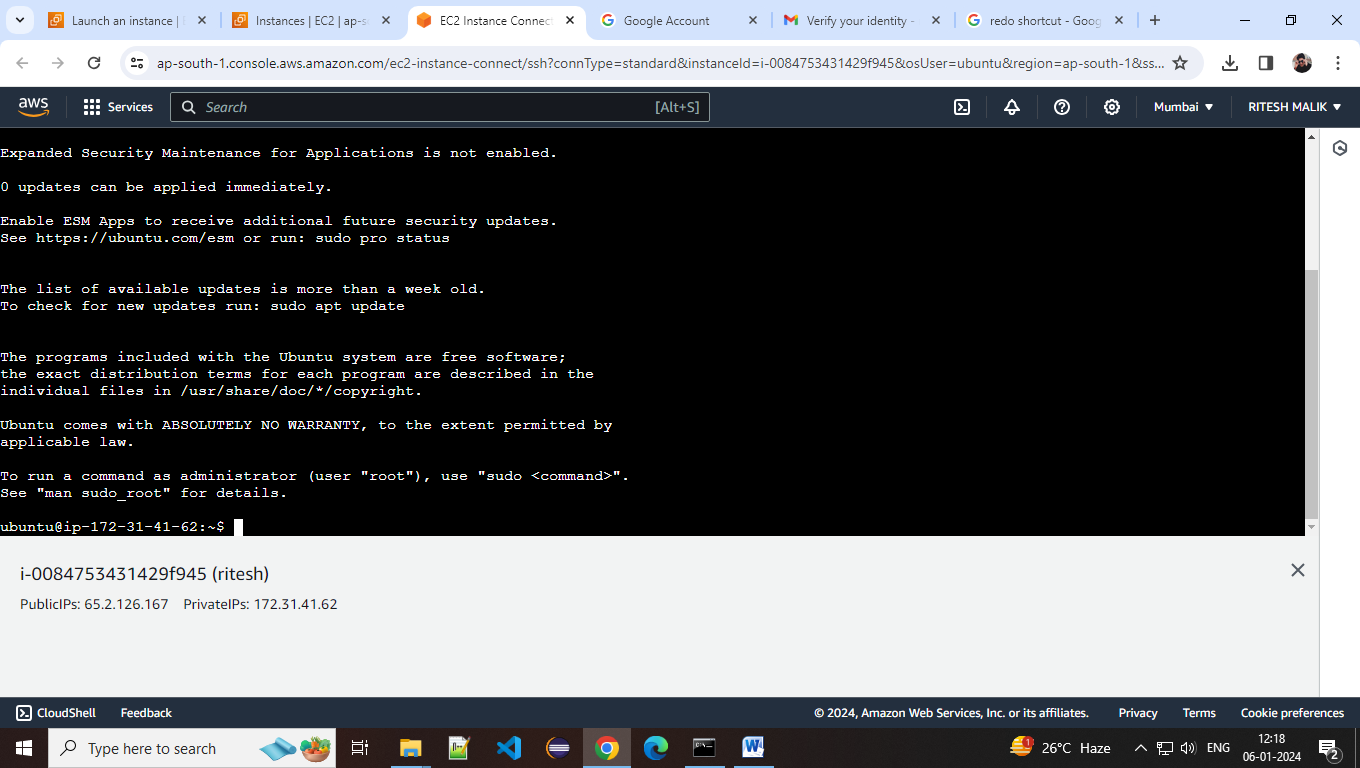 Launch an instance |
Instances | EC2 | ap-s
EC2 Instance Connect
Google Account
Verify your identity -
redo shortcut - Goog
ap-south-1.console.aws.amazon.com/ec2-instance-connect/ssh?connType=standard&instanceId=i-0084753431429f945&osUser=ubuntu&region=ap-south-1&ss...
aws
Services
Search
[Alt+S]
Mumbai
RITESH MALIK
Expanded Security Maintenance for Applications is not enabled.
0 updates can be applied immediately.
Enable ESM Apps to receive additional future security updates.
See https://ubuntu.com/esm or run: sudo pro status
The list of available updates is more than a week old.
To check for new updates run: sudo apt update
The programs included with the Ubuntu system are free software;
the exact distribution terms for each program are described in the
individual files in /usr/share/doc/*/copyright.
Ubuntu comes with ABSOLUTELY NO WARRANTY, to the extent permitted by
applicable law.
To run a command as administrator (user "root"), use "sudo <command>".
See "man sudo_root" for details.
ubuntu@ip-172-31-41-62:~$
i-0084753431429f945 (ritesh)
PublicIPs: 65.2.126.167 PrivateIPs: 172.31.41.62
CloudShell
Feedback
© 2024, Amazon Web Services, Inc. or its affiliates.
Privacy
Terms
Cookie preferences
Type here to search
1
26°C Haze
ENG
12:18
06-01-2024
2